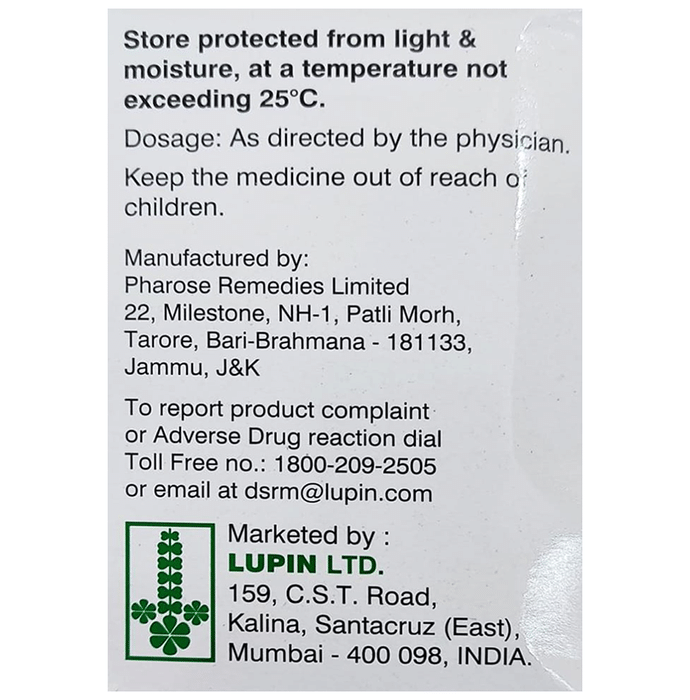 Store protected from light &
moisture, at a temperature not
exceeding 25°C.
Dosage: As directed by the physician.
Keep the medicine out of reach of
children.
Manufactured by:
Pharose Remedies Limited
22, Milestone, NH-1, Patli Morh,
Tarore, Bari-Brahmana - 181133,
Jammu, J&K
To report product complaint
or Adverse Drug reaction dial
Toll Free no.: 1800-209-2505
or email at dsrm@lupin.com
Marketed by :
LUPIN LTD.
159, C.S.T. Road,
Kalina, Santacruz (East),
Mumbai - 400 098, INDIA.